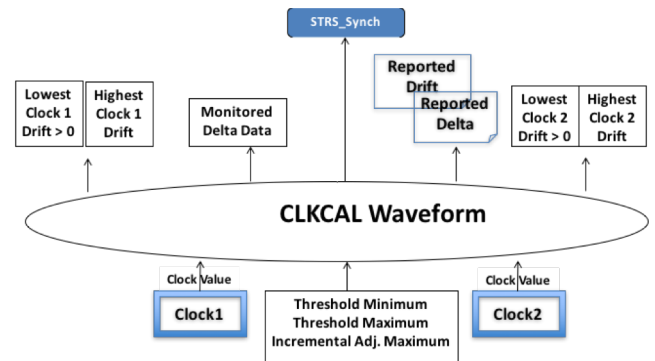 STRS_Synch
Lowest
Clock 1
Drift > 0
Highest
Clock 1
Drift
Monitored
Delta Data
Reported
Drift
Reported
Delta
Lowest
Clock 2
Drift > 0
Highest
Clock 2
Drift
CLKCAL Waveform
Clock Value
Clock1
Threshold Minimum
Threshold Maximum
Incremental Adj. Maximum
Clock Value
Clock2